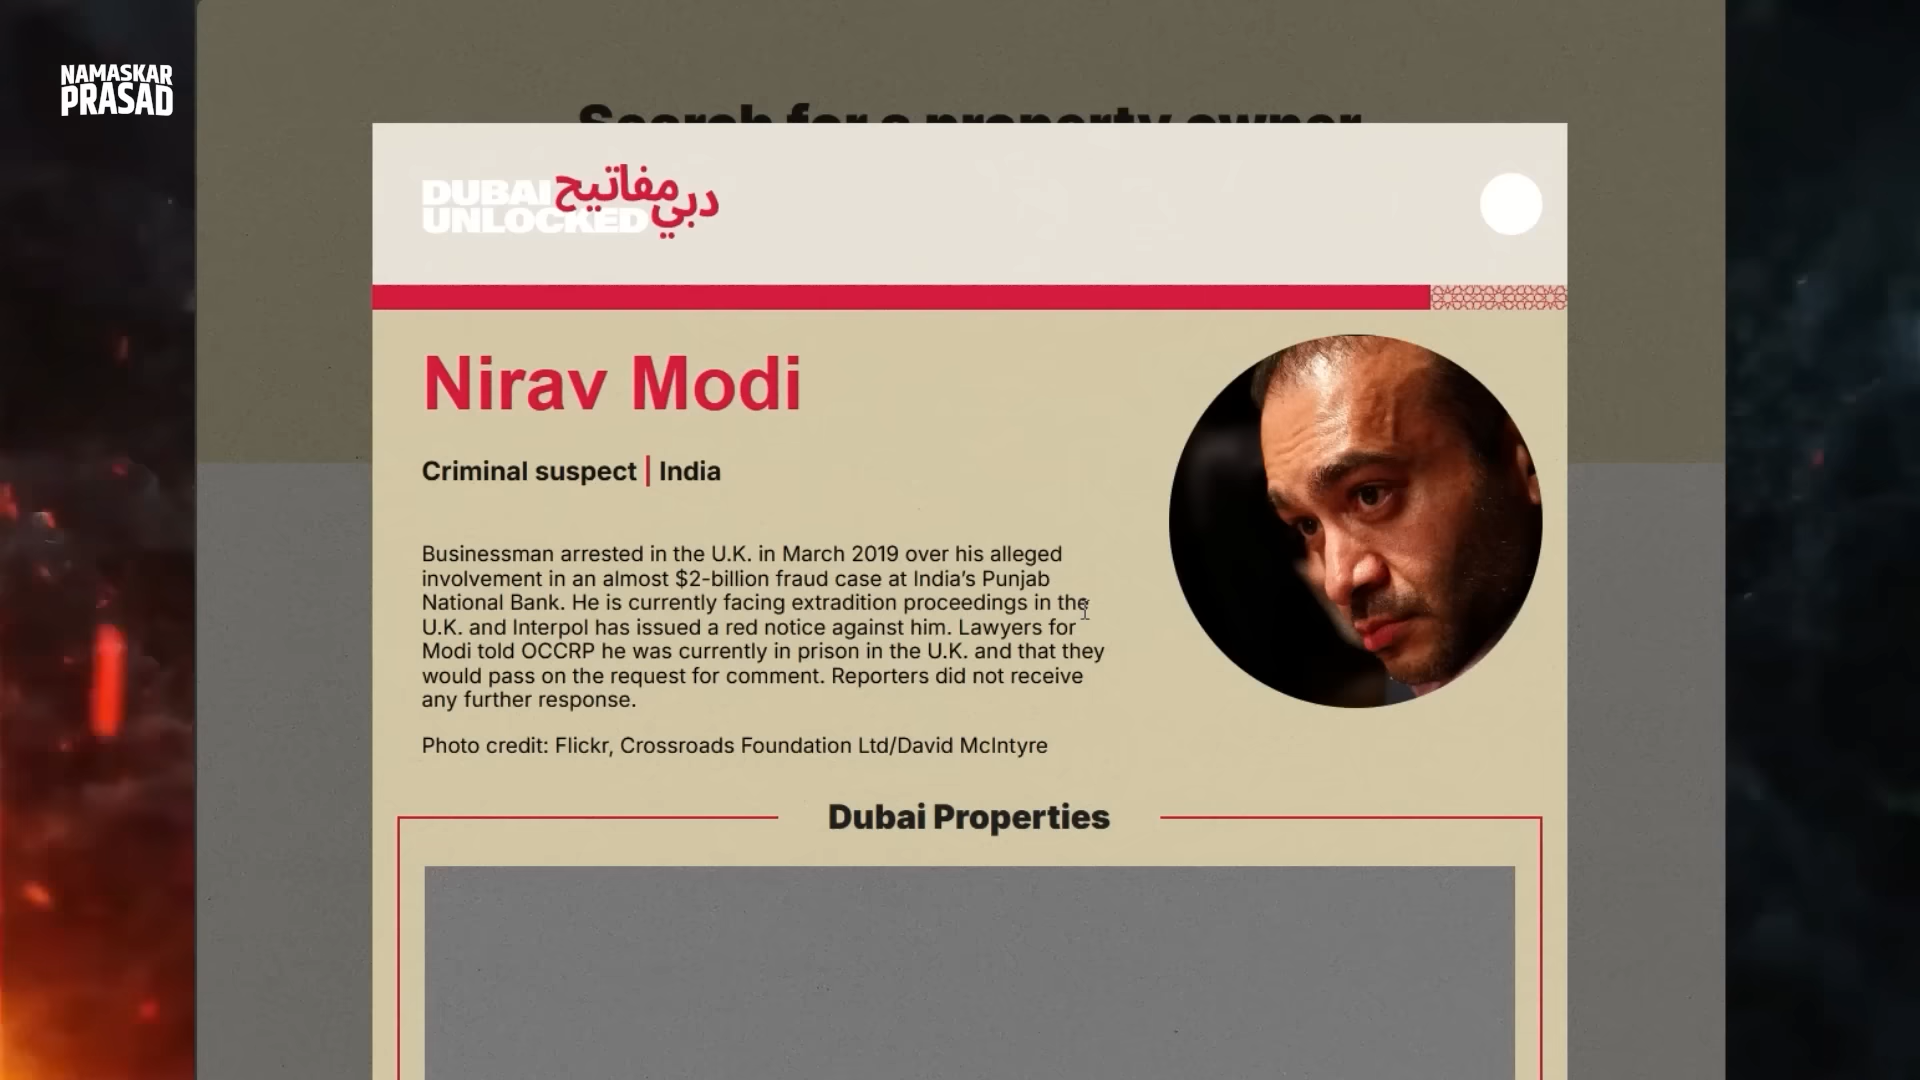 NAMASKAR
PRASAD
Search for a property owner
DUBAI
UNLOCKED
مفاتيح
دبي
Nirav Modi
Criminal suspect | India
Businessman arrested in the U.K. in March 2019 over his alleged
involvement in an almost $2-billion fraud case at India’s Punjab
National Bank. He is currently facing extradition proceedings in the
U.K. and Interpol has issued a red notice against him. Lawyers for
Modi told OCCRP he was currently in prison in the U.K. and that they
would pass on the request for comment. Reporters did not receive
any further response.
Photo credit: Flickr, Crossroads Foundation Ltd/David McIntyre
Dubai Properties